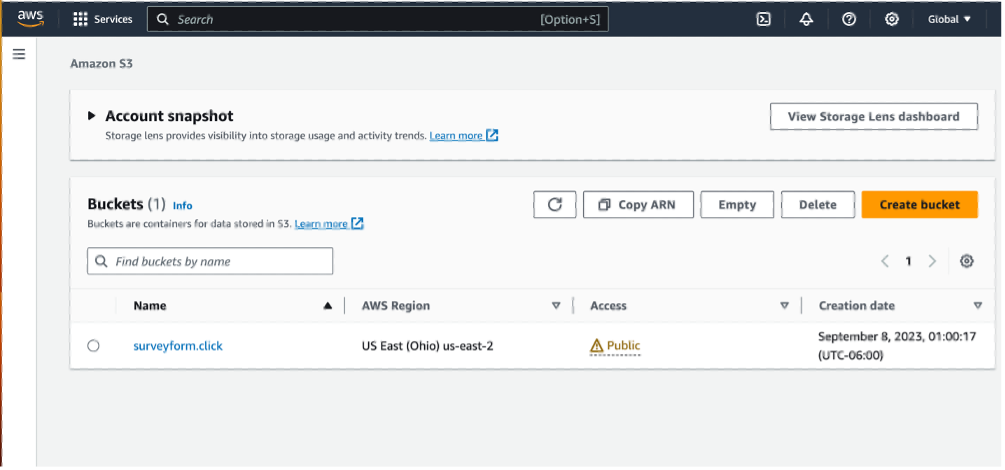 aws
Services
Search
[Option+S]
Global
Amazon S3
Account snapshot
View Storage Lens dashboard
Storage lens provides visibility into storage usage and activity trends. Learn more
Buckets (1) Info
Copy ARN
Empty
Delete
Create bucket
Buckets are containers for data stored in S3. Learn more
Find buckets by name
1
Name
AWS Region
Access
Creation date
surveyform.click
US East (Ohio) us-east-2
Public
September 8, 2023, 01:00:17
(UTC-06:00)